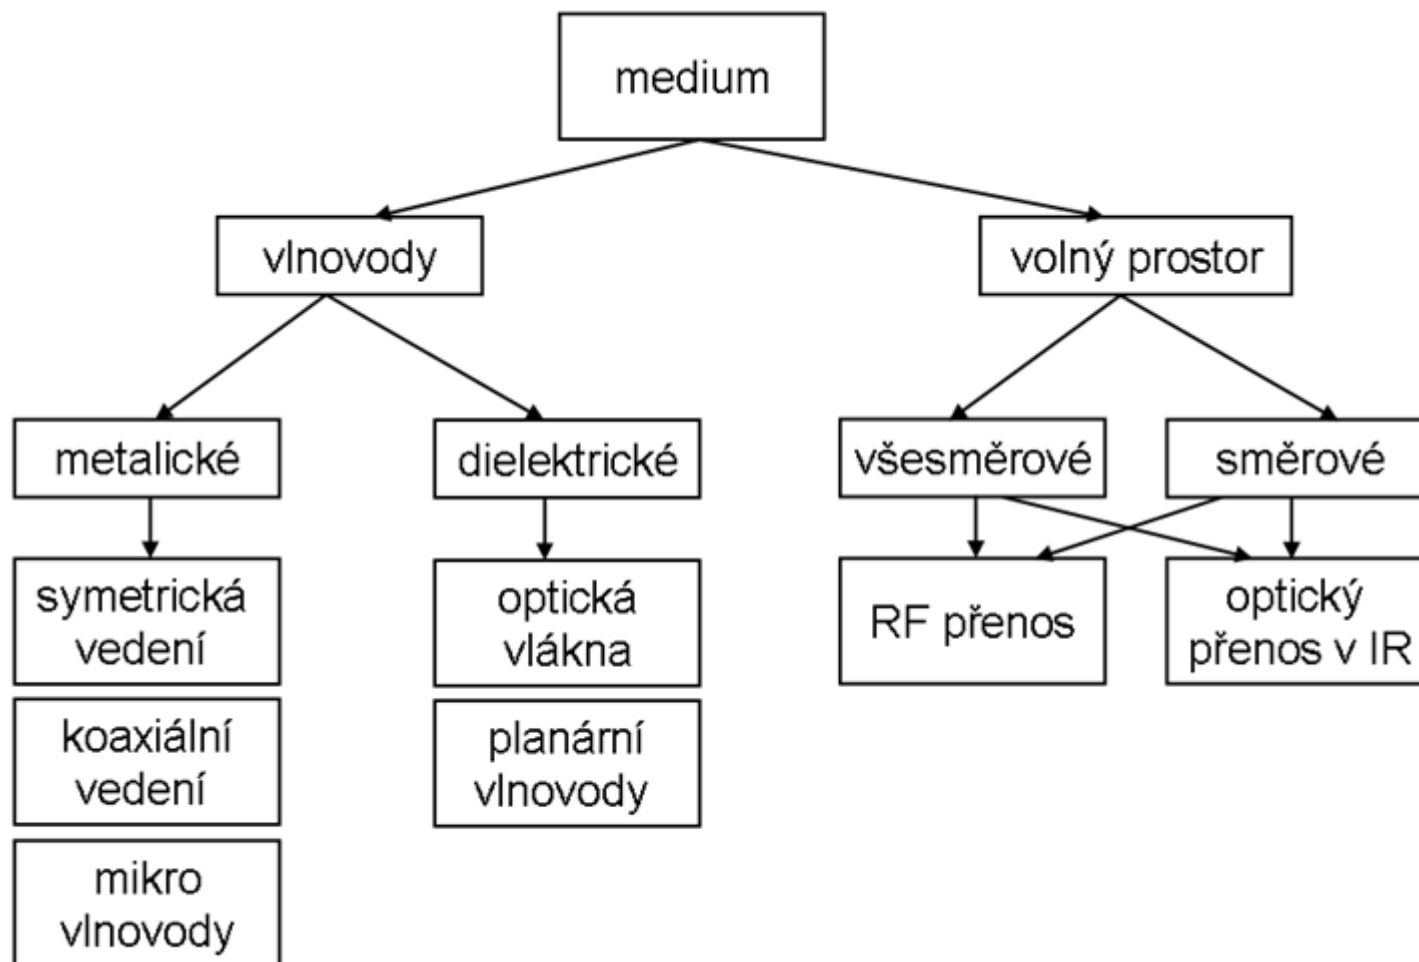 medium
vlnovody
volný prostor
metalické
dielektrické
všesměrové
směrové
symetrická
vedení
optická
vlákna
RF přenos
optický
přenos v IR
koaxiální
vedení
planární
vlnovody
mikro
vlnovody